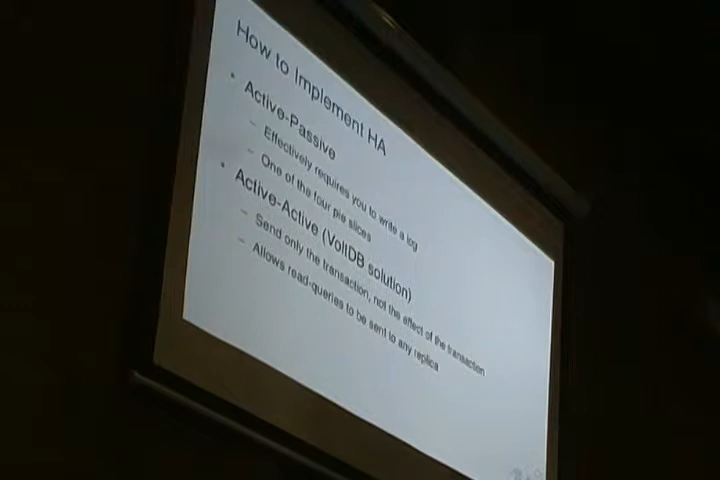 How to Implement HA
• Active-Passive
– Effectively requires you to write a log
– One of the four pie slices
• Active-Active (VoltDB solution)
– Send only the transaction, not the effect of the transaction
– Allows read-queries to be sent to any replica